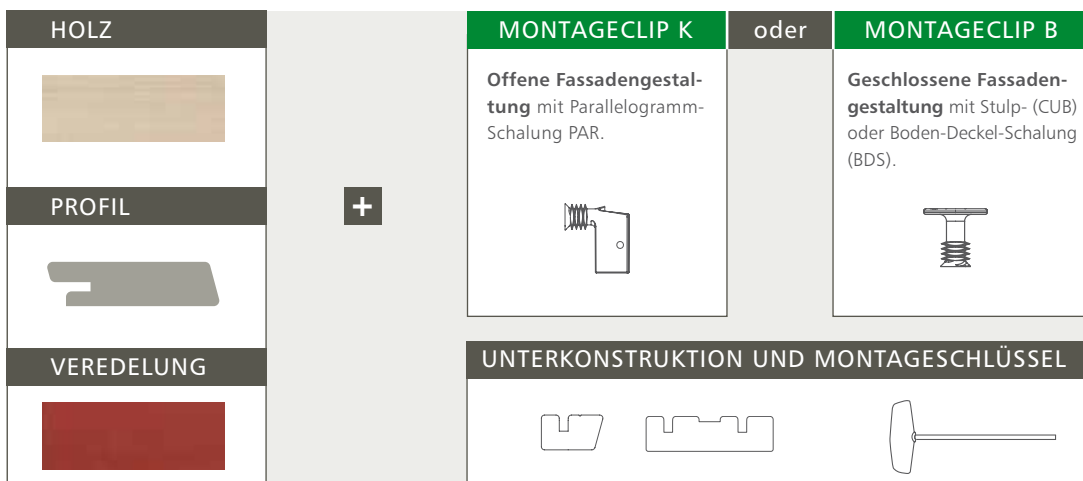 HOLZ
PROFIL
VEREDELUNG
+
MONTAGECLIP K
oder
MONTAGECLIP B
Offene Fassadengestal-
tung mit Parallelogramm-
Schalung PAR.
Geschlossene Fassaden-
gestaltung mit Stulp- (CUB)
oder Boden-Deckel-Schalung
(BDS).
UNTERKONSTRUKTION UND MONTAGESCHLÜSSEL